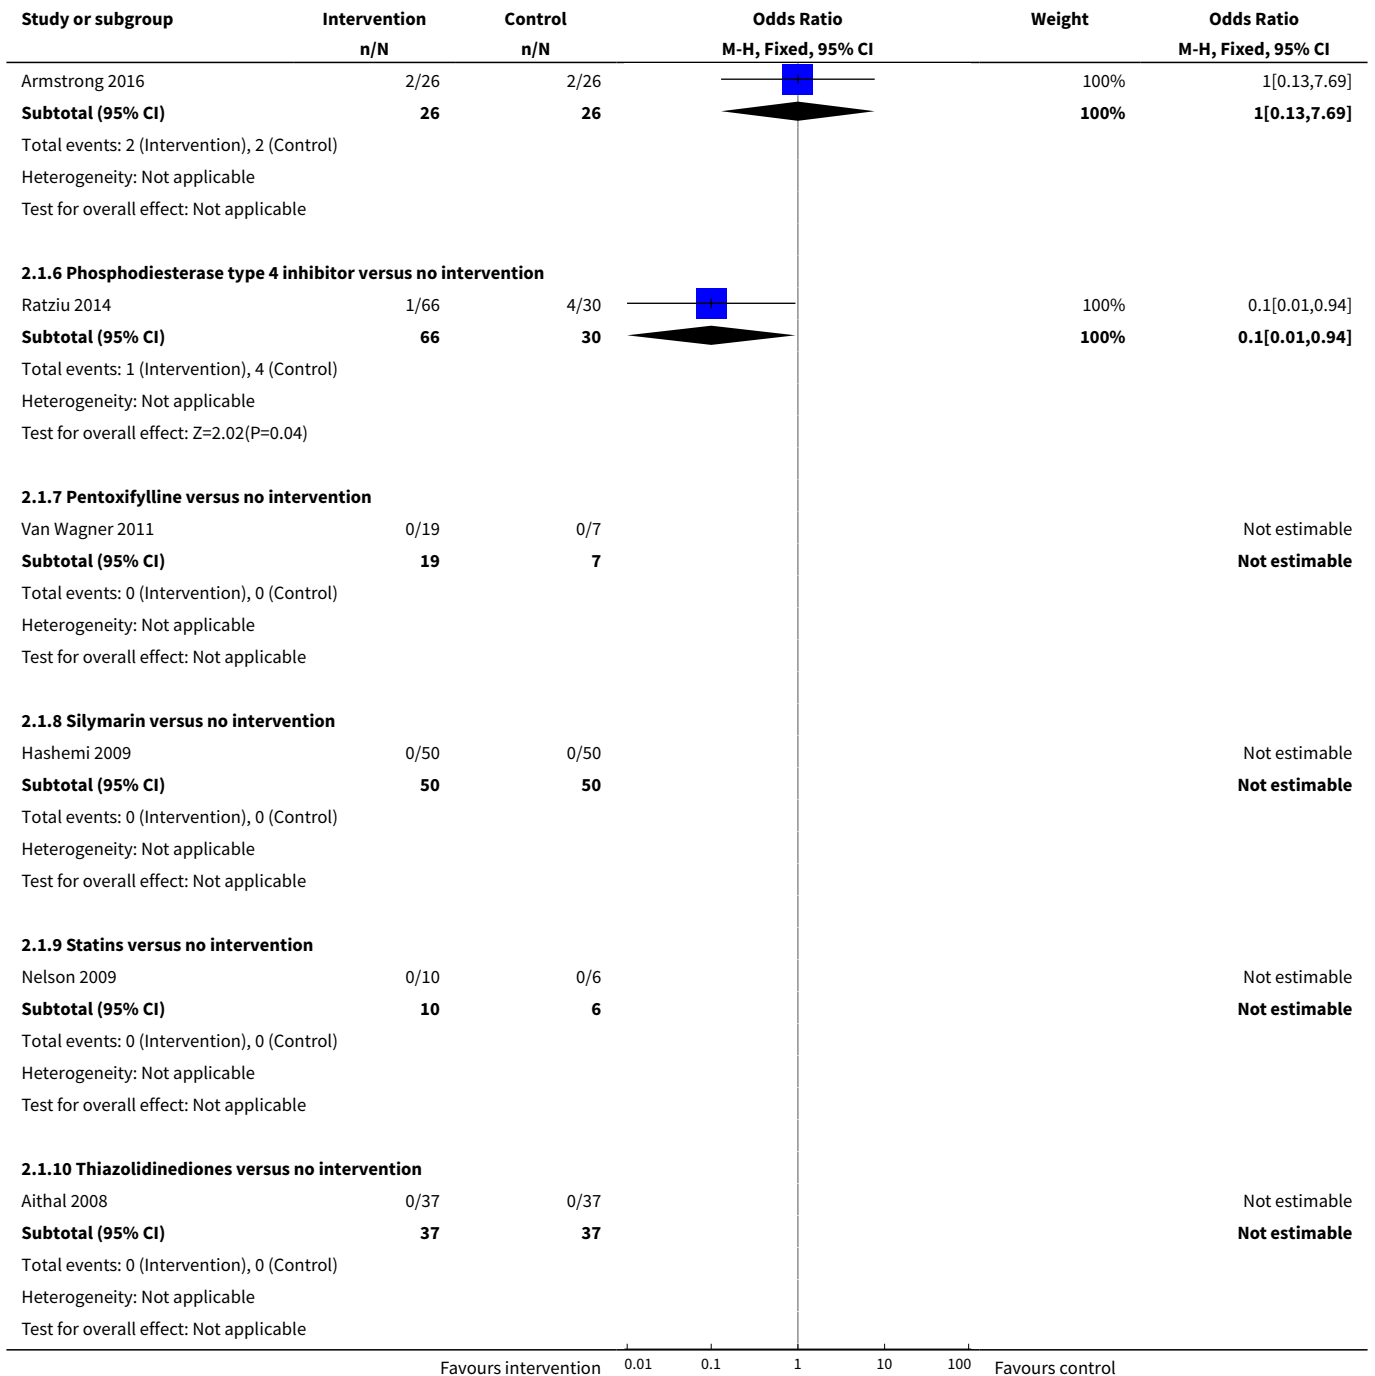 Study or subgroup Intervention Control Odds Ratio Weight Odds Ratio
n/N n/N M-H, Fixed, 95% CI M-H, Fixed, 95% CI
Armstrong 2016 2/26 2/26 100% 1[0.13,7.69]
Subtotal (95% CI) 26 26 100% 1[0.13,7.69]
Total events: 2 (Intervention), 2 (Control)
Heterogeneity: Not applicable
Test for overall effect: Not applicable
2.1.6 Phosphodiesterase type 4 inhibitor versus no intervention
Ratziu 2014 1/66 4/30 100% 0.1[0.01,0.94]
Subtotal (95% CI) 66 30 100% 0.1[0.01,0.94]
Total events: 1 (Intervention), 4 (Control)
Heterogeneity: Not applicable
Test for overall effect: Z=2.02(P=0.04)
2.1.7 Pentoxifylline versus no intervention
Van Wagner 2011 0/19 0/7 Not estimable
Subtotal (95% CI) 19 7 Not estimable
Total events: 0 (Intervention), 0 (Control)
Heterogeneity: Not applicable
Test for overall effect: Not applicable
2.1.8 Silymarin versus no intervention
Hashemi 2009 0/50 0/50 Not estimable
Subtotal (95% CI) 50 50 Not estimable
Total events: 0 (Intervention), 0 (Control)
Heterogeneity: Not applicable
Test for overall effect: Not applicable
2.1.9 Statins versus no intervention
Nelson 2009 0/10 0/6 Not estimable
Subtotal (95% CI) 10 6 Not estimable
Total events: 0 (Intervention), 0 (Control)
Heterogeneity: Not applicable
Test for overall effect: Not applicable
2.1.10 Thiazolidinediones versus no intervention
Aithal 2008 0/37 0/37 Not estimable
Subtotal (95% CI) 37 37 Not estimable
Total events: 0 (Intervention), 0 (Control)
Heterogeneity: Not applicable
Test for overall effect: Not applicable
Favours intervention 0.01 0.1 1 10 100 Favours control